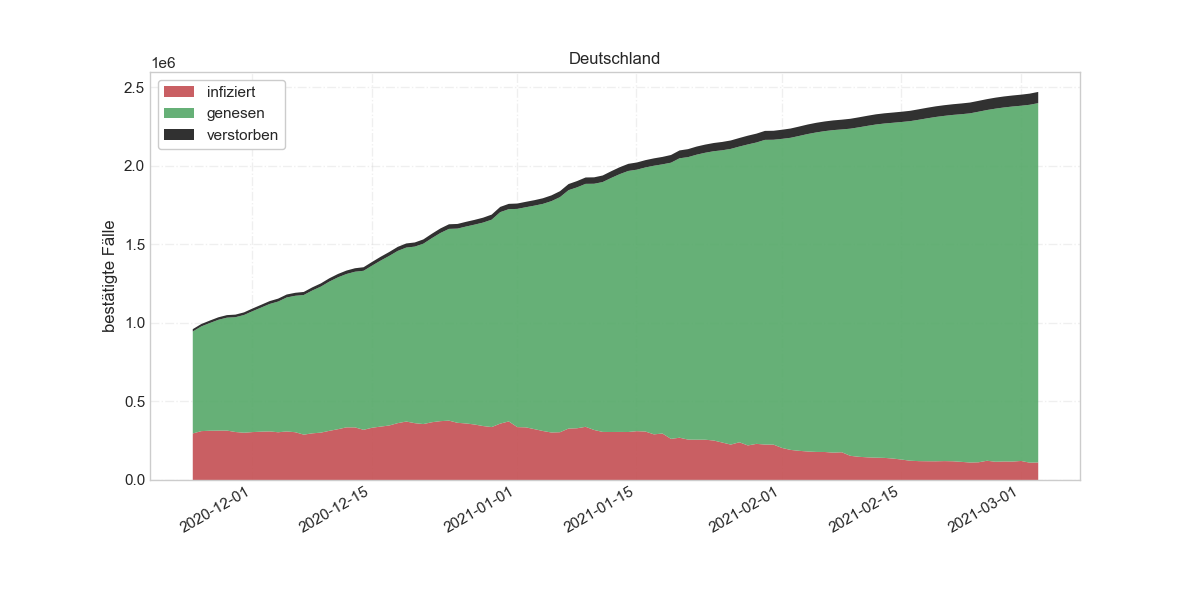 Deutschland
1e6
infiziert
genesen
verstorben
bestätigte Fälle
2.5
2.0
1.5
1.0
0.5
0.0
2020-12-01
2020-12-15
2021-01-01
2021-01-15
2021-02-01
2021-02-15
2021-03-01